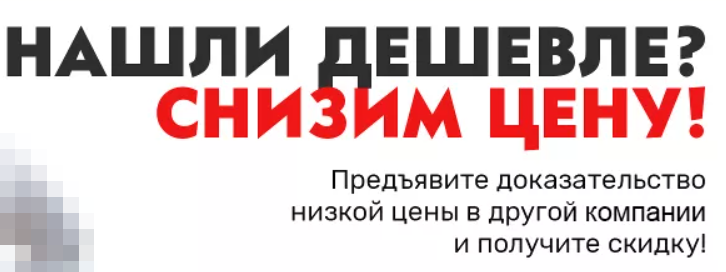 НАШЛИ ДЕШЕВЛЕ?
СНИЗИМ ЦЕНУ!
Предъявите доказательство
низкой цены в другой компании
и получите скидку!